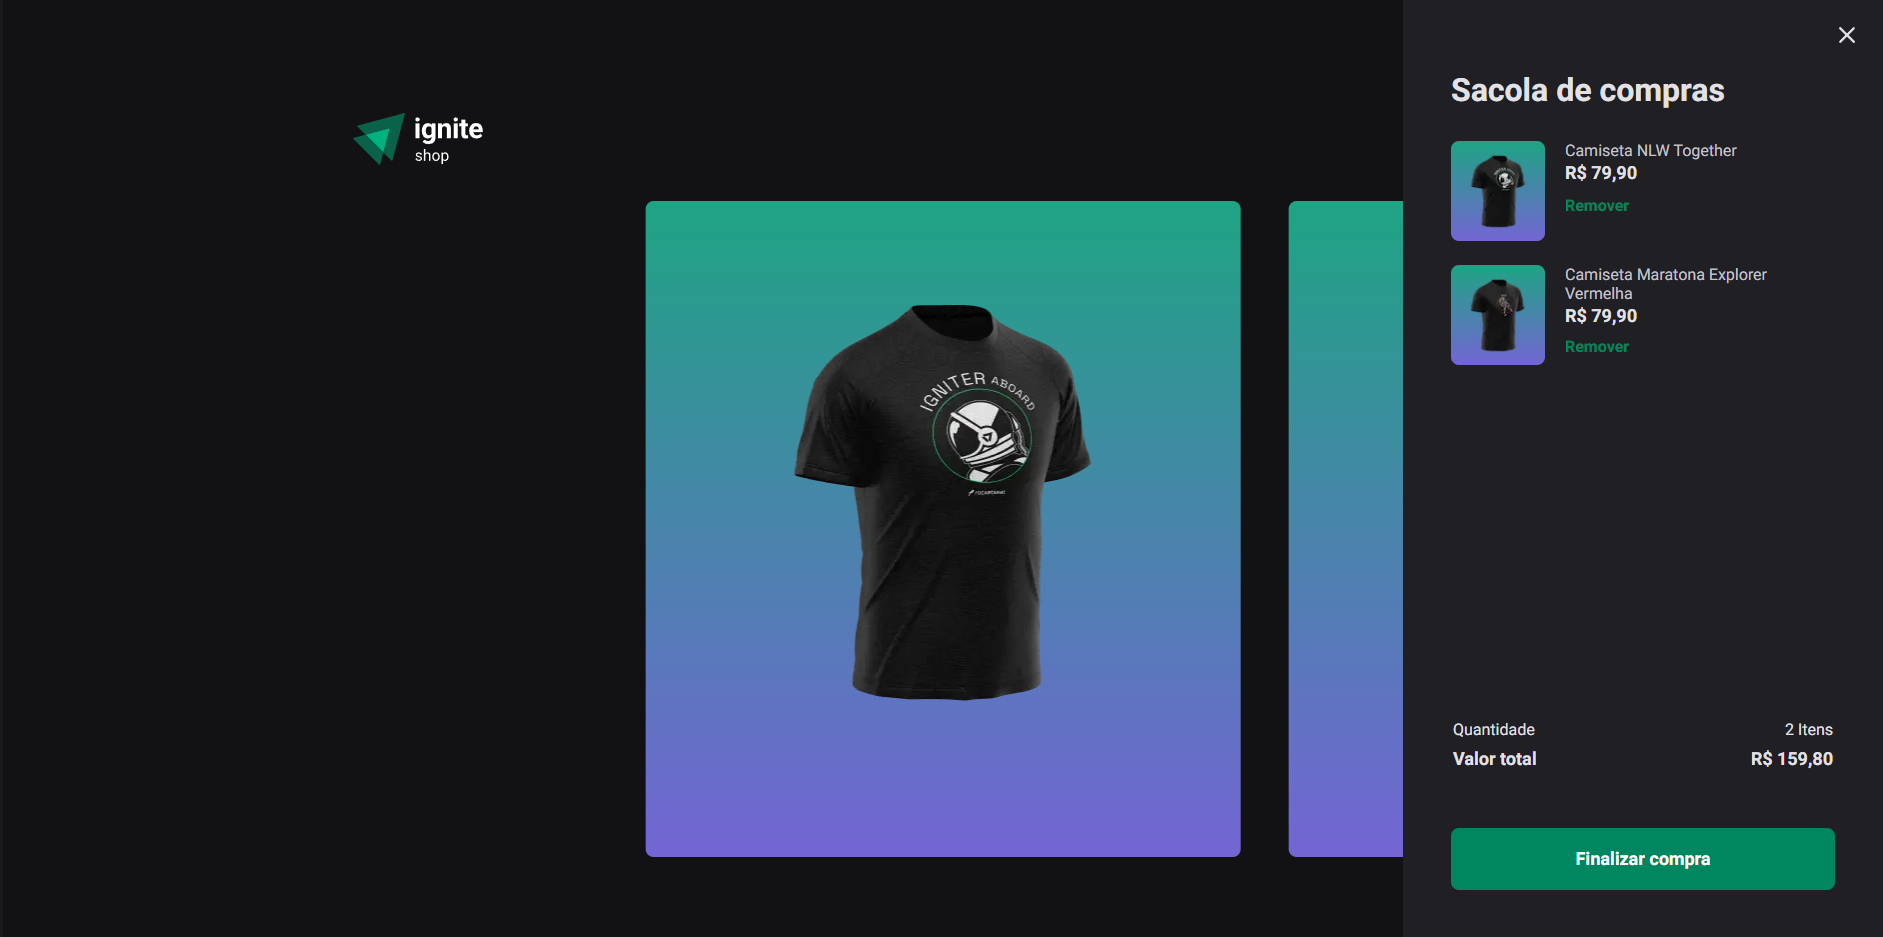 ignite
shop
IGNITER ABOARD
Sacola de compras
Camiseta NLW Together
R$ 79,90
Remover
Camiseta Maratona Explorer
Vermelha
R$ 79,90
Remover
Quantidade 2 Itens
Valor total R$ 159,80
Finalizar compra